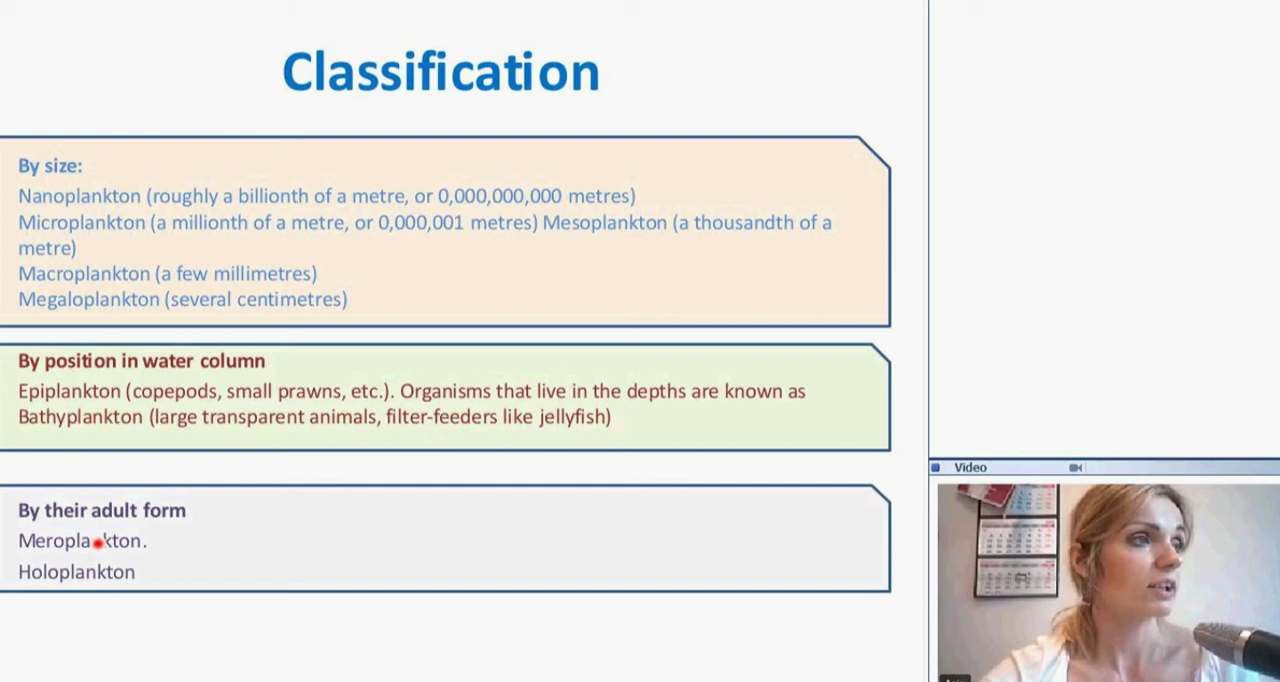 Classification
By size:
Nanoplankton (roughly a billionth of a metre, or 0,000,000,000 metres)
Microplankton (a millionth of a metre, or 0,000,001 metres) Mesoplankton (a thousandth of a
metre)
Macroplankton (a few millimetres)
Megaloplankton (several centimetres)
By position in water column
Epiplankton (copepods, small prawns, etc.). Organisms that live in the depths are known as
Bathyplankton (large transparent animals, filter-feeders like jellyfish)
By their adult form
Meroplankton.
Holoplankton
Video